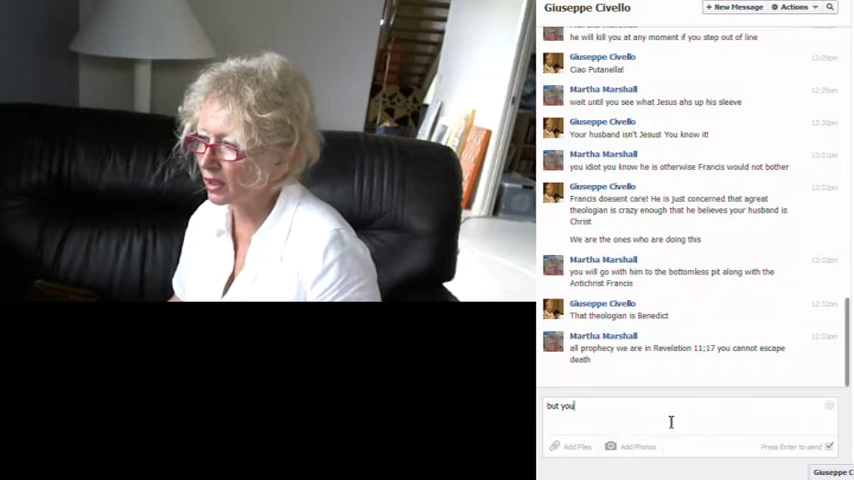 Giuseppe Civello
+ New Message
Actions
he will kill you at any moment if you step out of line
Giuseppe Civello
Ciao Putanella!
Martha Marshall
wait until you see what Jesus ahs up his sleeve
Giuseppe Civello
Your husband isn't Jesus! You know it!
Martha Marshall
you idiot you know he is otherwise Francis would not bother
Giuseppe Civello 12:32pm
Francis doesent care! He is just concerned that agreat
theologian is crazy enough that he believes your husband is
Christ
We are the ones who are doing this
Martha Marshall 12:32pm
you will go with him to the bottomless pit along with the
Antichrist Francis
Giuseppe Civello 12:32pm
That theologian is Benedict
Martha Marshall
all prophecy we are in Revelation 11;17 you cannot escape
death
but you
Add Files Add Photos Press Enter to send
Giuseppe C